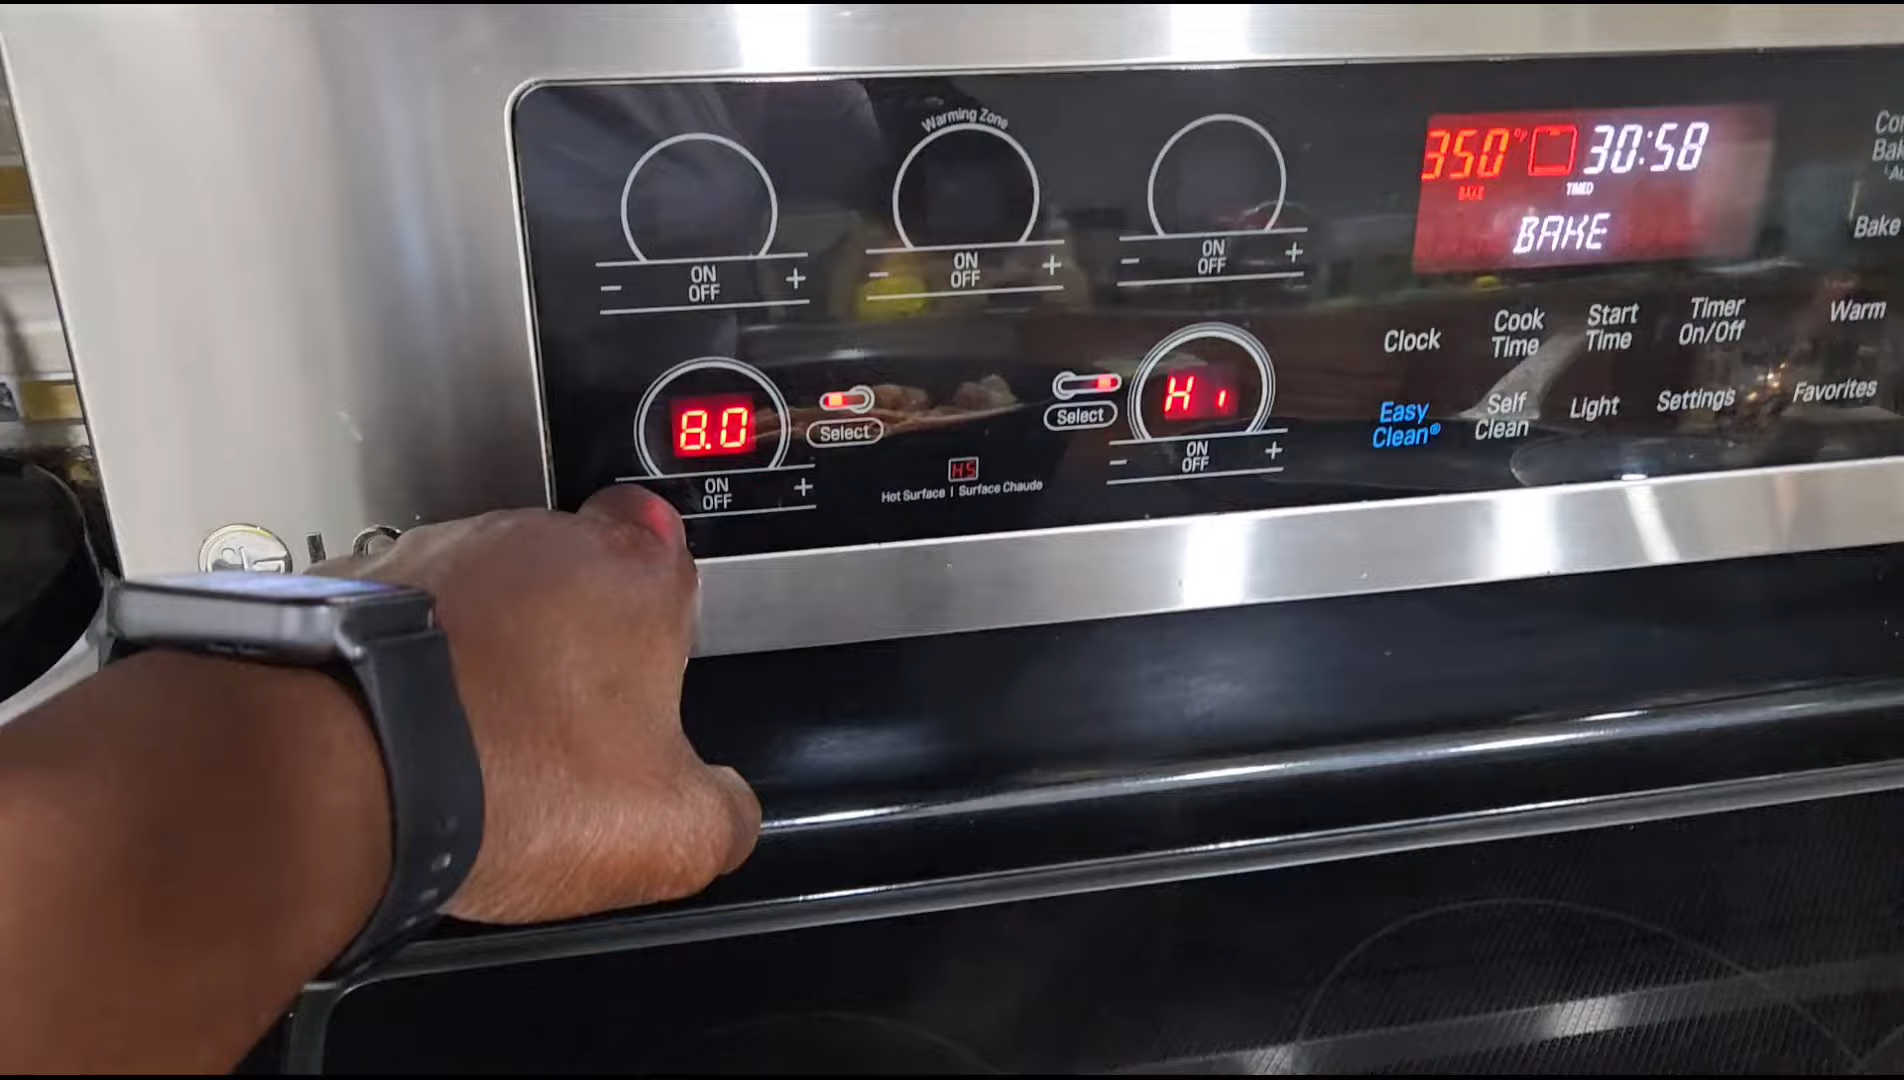 Warming Zone
ON
OFF
- +
ON
OFF
- +
ON
OFF
- +
350°F 30:58
BAKE TIMED
BAKE
Bake
Clock
Cook
Time
Start
Time
Timer
On/Off
Warm
8.0
Select
Select
Hi
ON
OFF
+
HS
Hot Surface | Surface Chaude
ON
OFF
- +
Easy
Clean®
Self
Clean
Light
Settings
Favorites